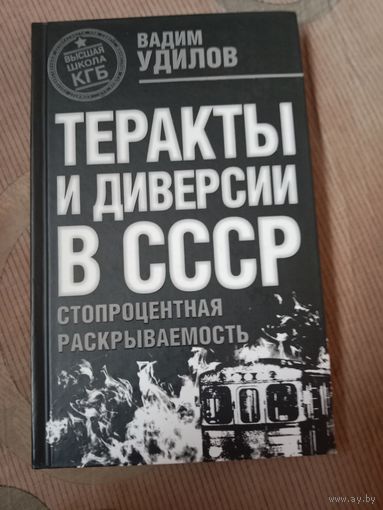 ВЫСШАЯ
ШКОЛА
КГБ
ВАДИМ
УДИЛОВ
ТЕРАКТЫ
И ДИВЕРСИИ
В СССР
СТОПРОЦЕНТНАЯ
РАСКРЫВАЕМОСТЬ
www.ay.by